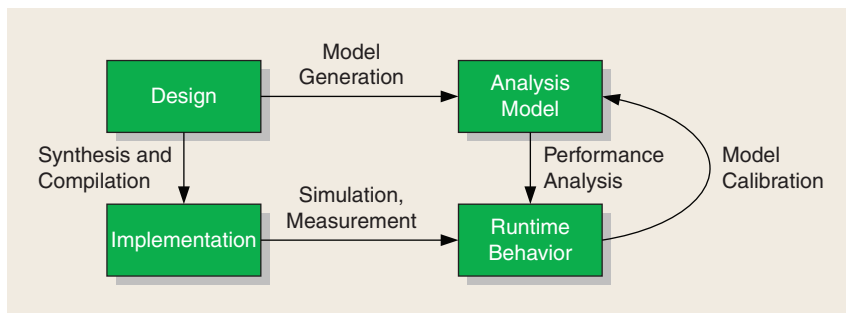 Design
Model
Generation
Analysis
Model
Synthesis and
Compilation
Performance
Analysis
Model
Calibration
Implementation
Simulation,
Measurement
Runtime
Behavior